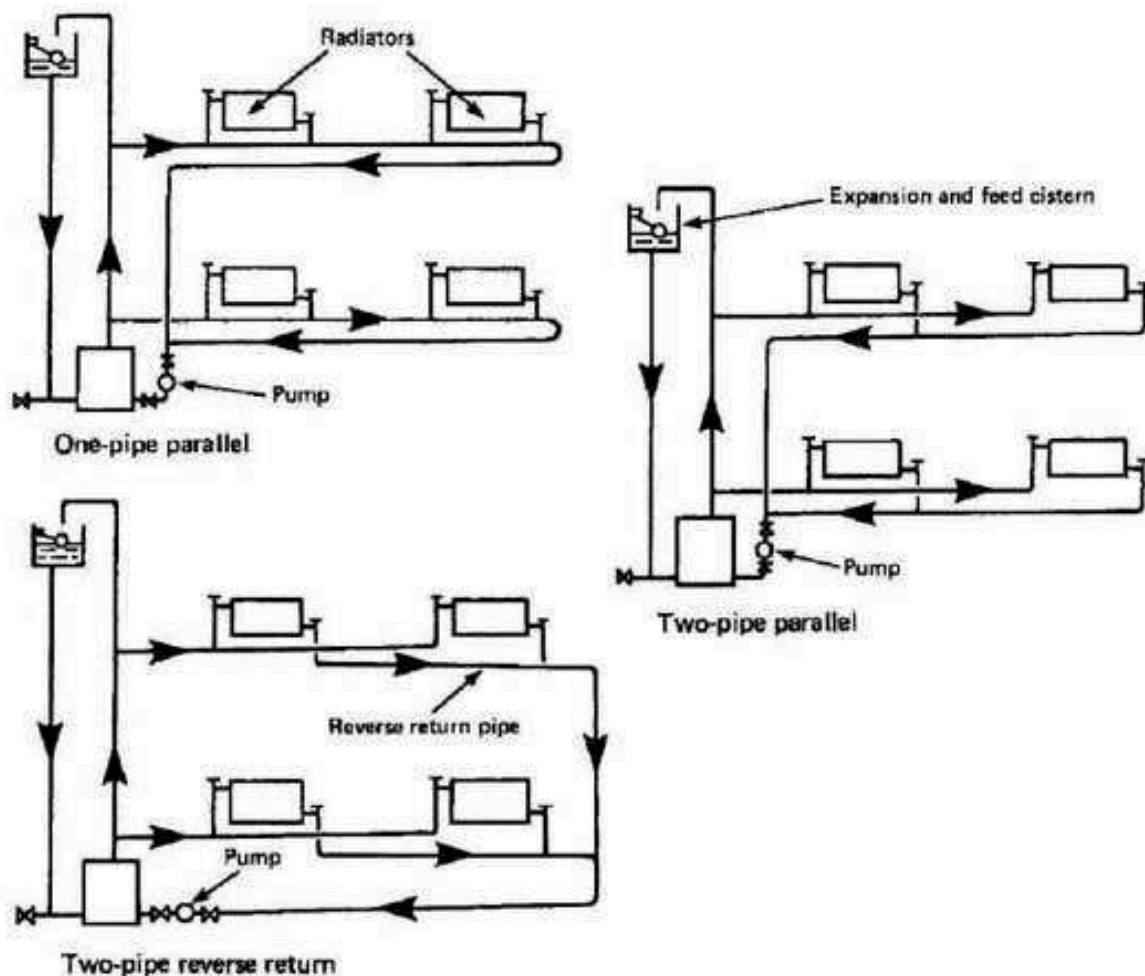 Radiators
Pump
One-pipe parallel
Expansion and feed cistern
Pump
Two-pipe parallel
Reverse return pipe
Pump
Two-pipe reverse return